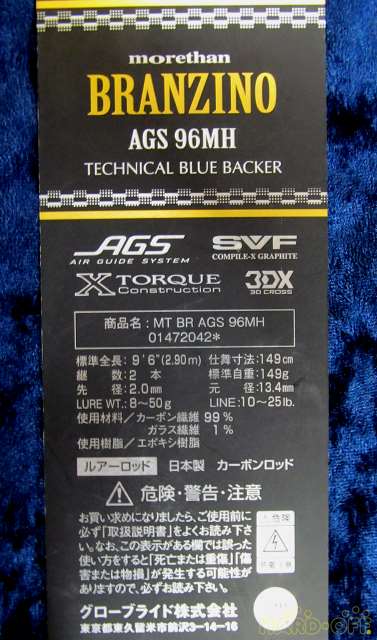 morethan
BRANZINO
AGS 96MH
TECHNICAL BLUE BACKER
AGS
AIR GUIDE SYSTEM
SVF
COMPILE-X GRAPHITE
X TORQUE
Construction
3DX
3D CROSS
商品名：MT BR AGS 96MH
01472042*
標準全長：9'6"(2.90m) 仕舞寸法：149cm
継　数：2　本　標準自重：149g
先　径：2.0mm　元　径：13.4mm
LURE WT.：8〜50g　LINE：10〜25lb.
使用材料／カーボン繊維 99%
ガラス繊維 1%
使用樹脂／エポキシ樹脂
ルアーロッド 日本製 カーボンロッド
危険・警告・注意
お買い求めになりましたら、ご使用前に
必ず「取扱説明書」をよくお読み下さ
い。なお、この表示がある欄では誤った
使い方をすると「死亡または重傷」「傷
害または物損」が発生する可能性があり
ますので、必ずお読み下さい。
危険
グローブライド株式会社
東京都東久留米市前沢3-14-16